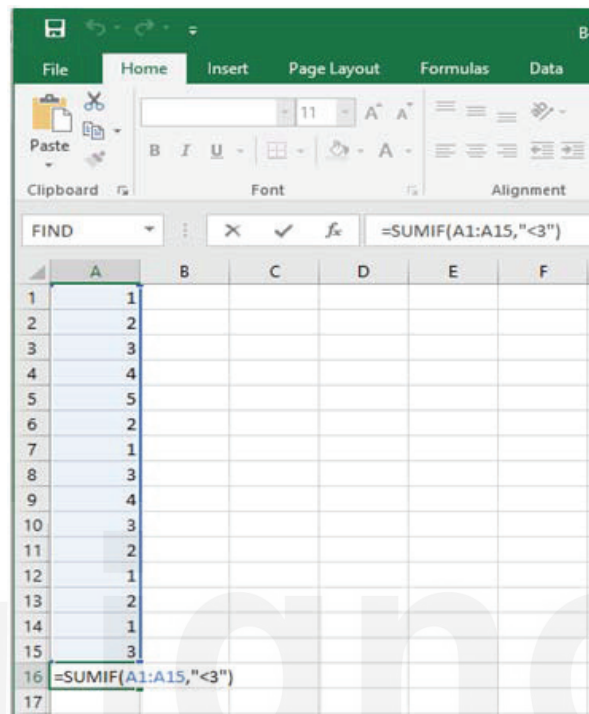 B
File Home Insert Page Layout Formulas Data
11 A A
Paste B I U A
Clipboard Font Alignment
FIND fx =SUMIF(A1:A15,"<3")
A B C D E F
1 1
2 2
3 3
4 4
5 5
6 2
7 1
8 3
9 4
10 3
11 2
12 1
13 2
14 1
15 3
16 =SUMIF(A1:A15,"<3")
17